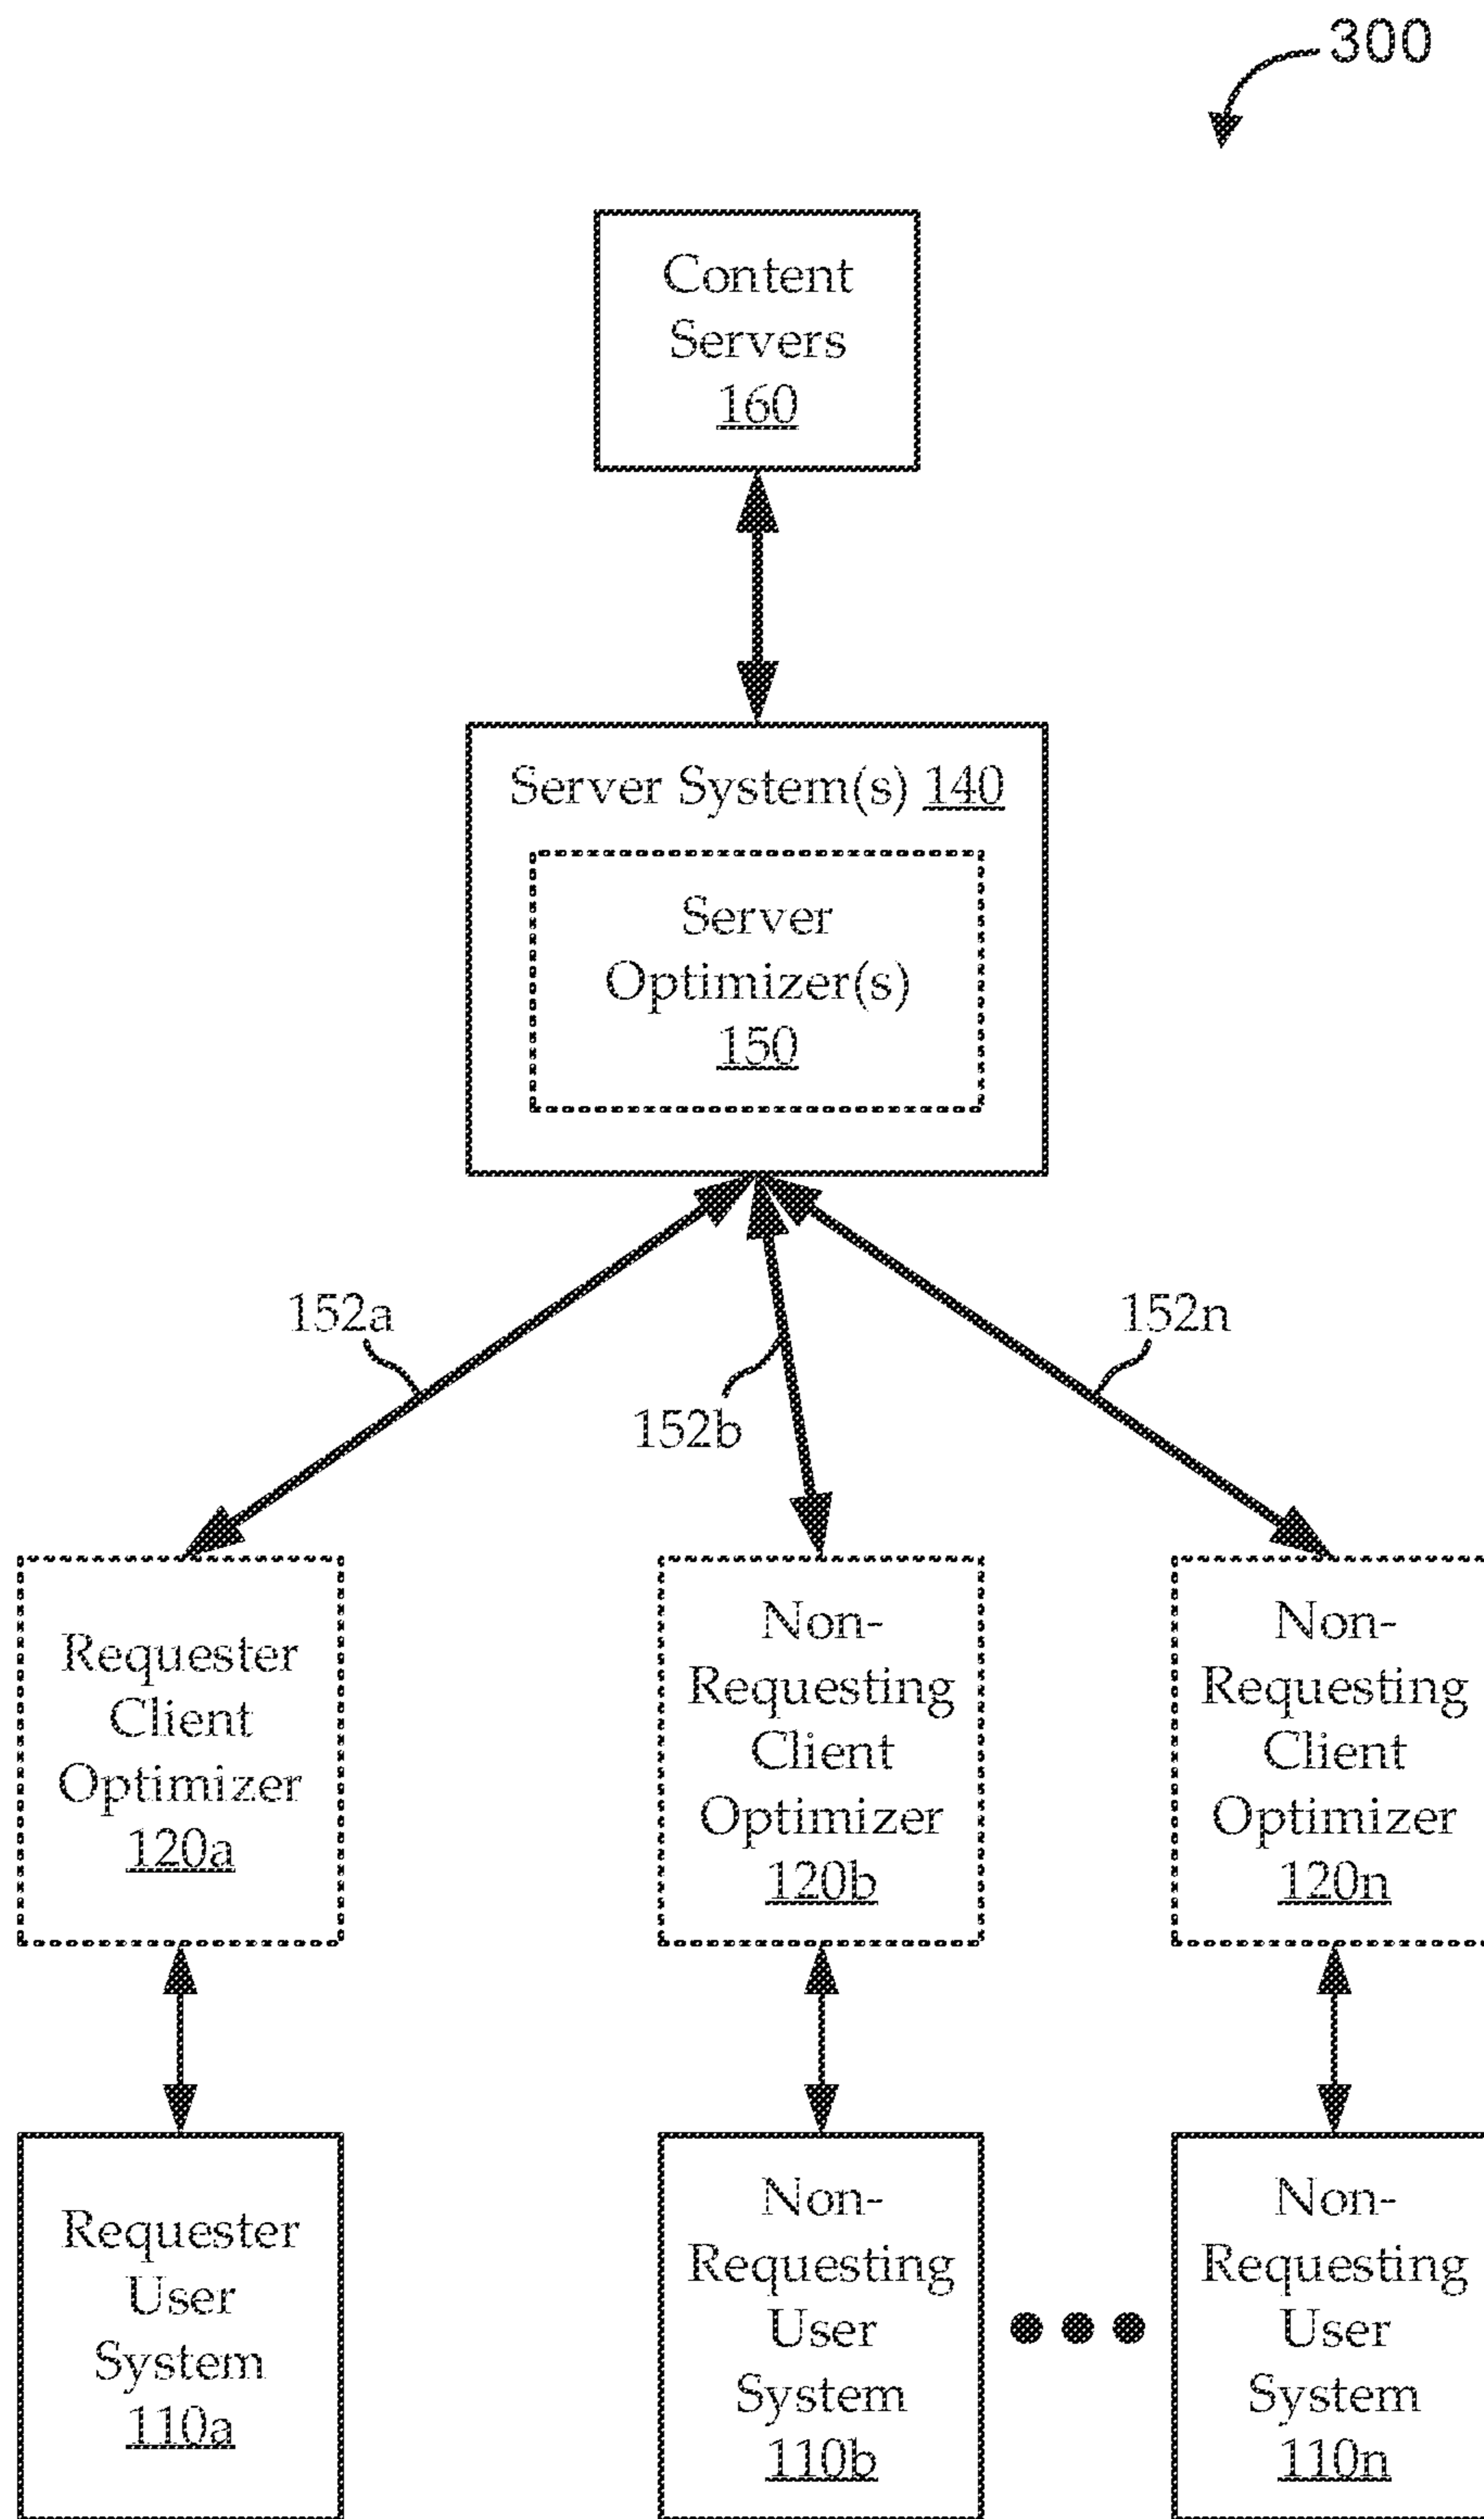 300
Content
Servers
160
Server System(s) 140
Server
Optimizer(s)
150
152a
152b
152n
Requester
Client
Optimizer
120a
Non-
Requesting
Client
Optimizer
120b
Non-
Requesting
Client
Optimizer
120n
Requester
User
System
110a
Non-
Requesting
User
System
110b
Non-
Requesting
User
System
110n